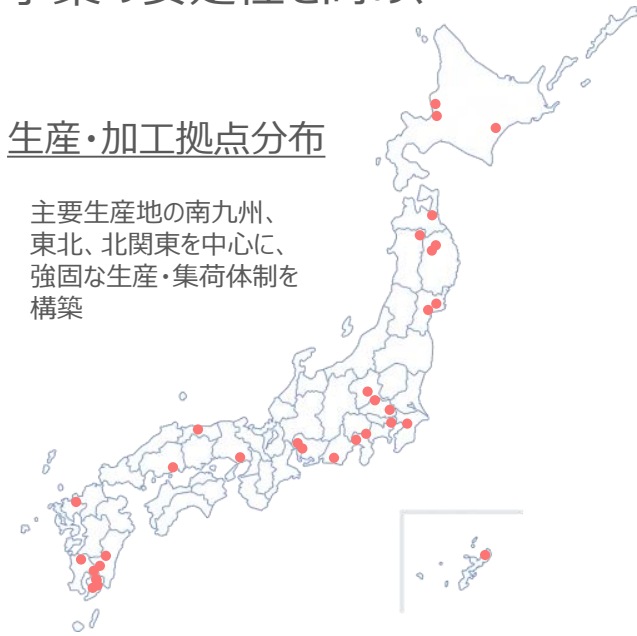 生産・加工拠点分布
主要生産地の南九州、
東北、北関東を中心に、
強固な生産・集荷体制を
構築